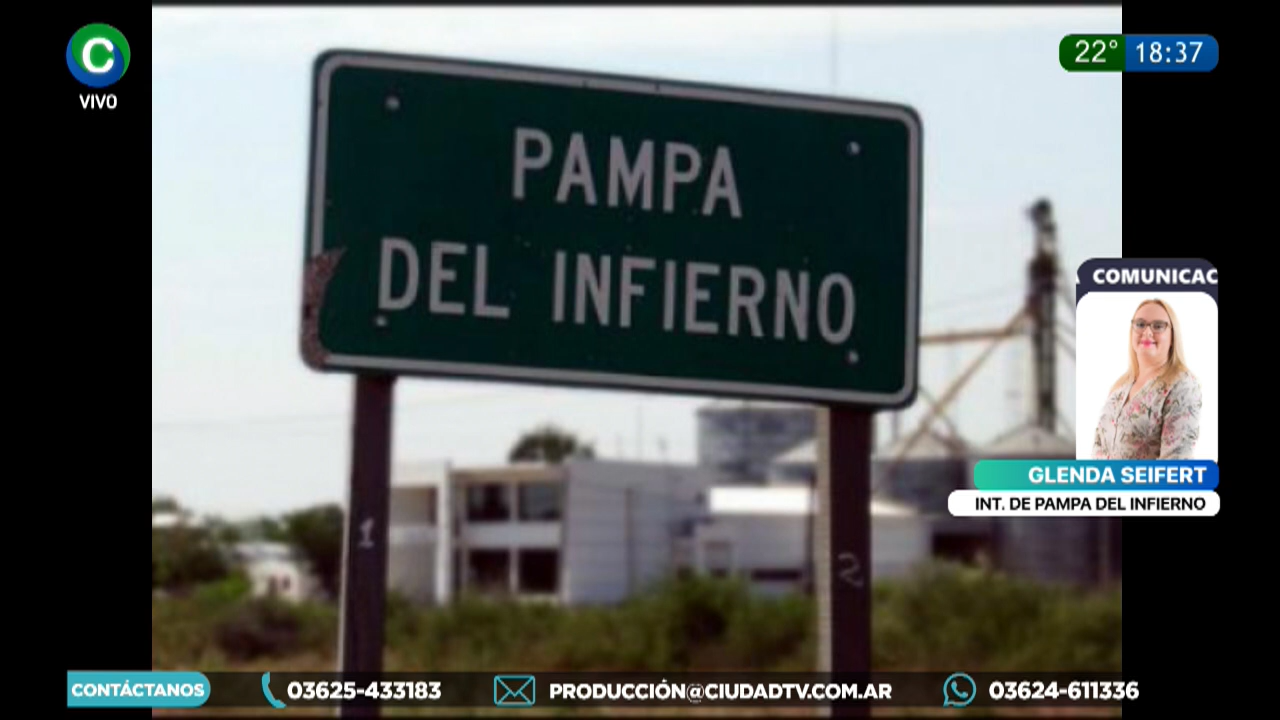 C
VIVO
22° 18:37
PAMPA
DEL INFIERNO
1
2
COMUNICAC
GLENDA SEIFERT
INT. DE PAMPA DEL INFIERNO
CONTÁCTANOS
03625-433183
PRODUCCIÓN@CIUDADTV.COM.AR
03624-611336